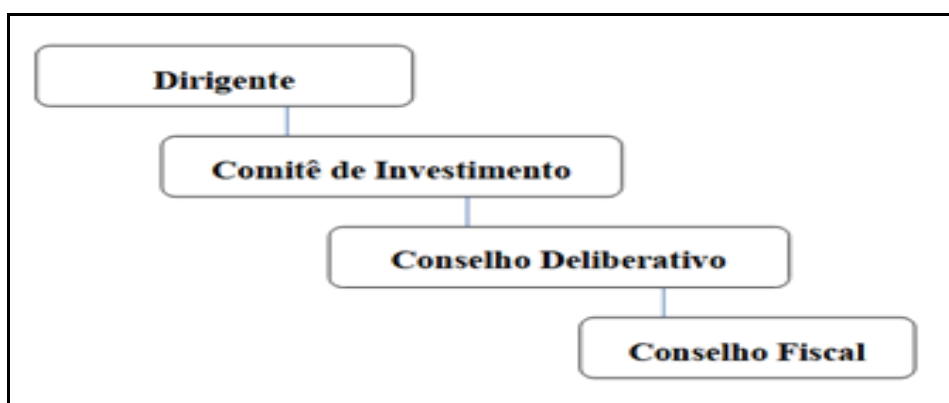 Dirigente
Comitê de Investimento
Conselho Deliberativo
Conselho Fiscal